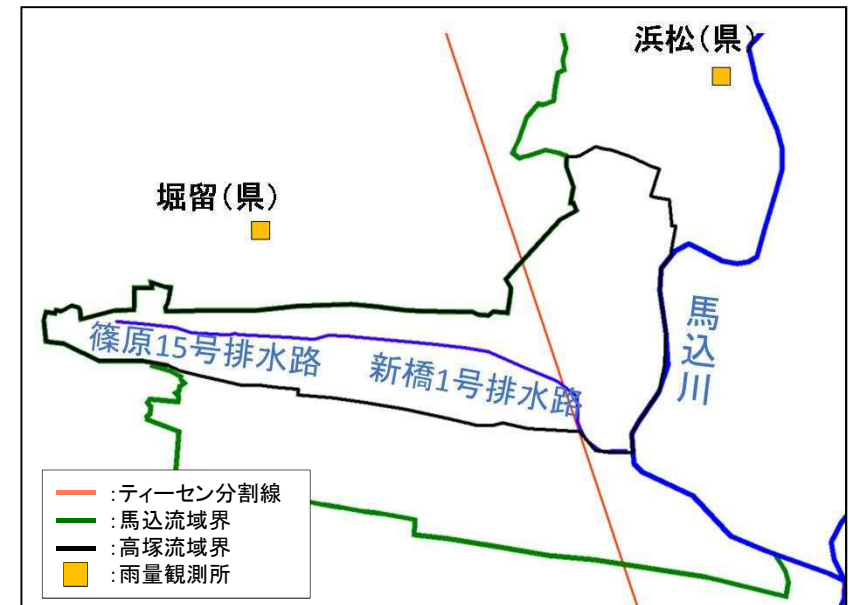 浜松(県)
堀留(県)
馬込川
篠原15号排水路
新橋1号排水路
:ティーセン分割線
:馬込流域界
:高塚流域界
:雨量観測所